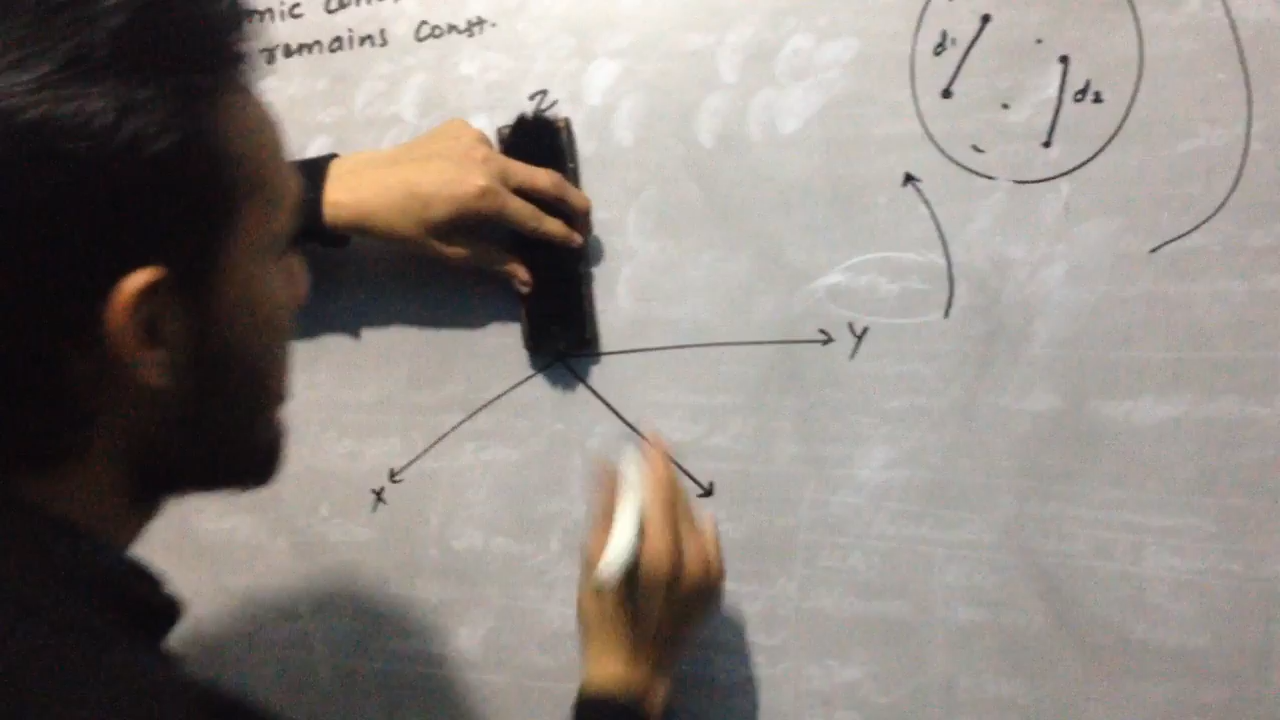 remains const.
z
d1
d2
y
x